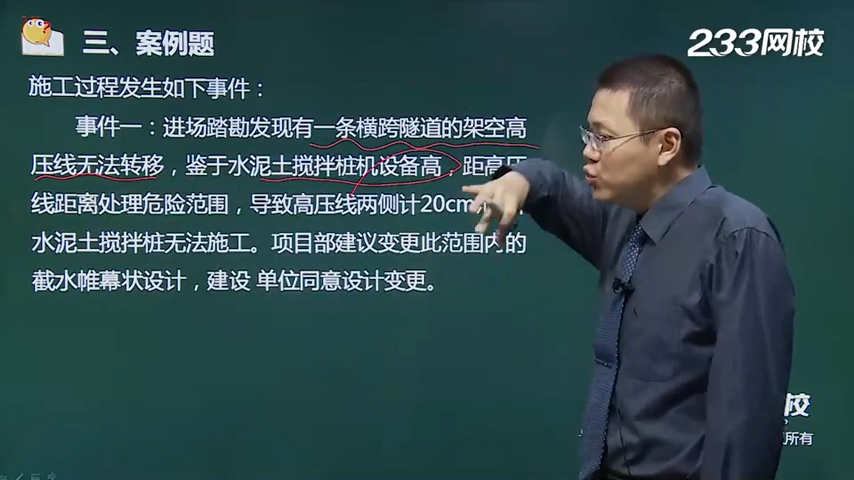 三、案例题
233网校
施工过程发生如下事件：
事件一：进场踏勘发现有一条横跨隧道的架空高
压线无法转移，鉴于水泥土搅拌桩机设备高，距高压
线距离处理危险范围，导致高压线两侧计20cm
水泥土搅拌桩无法施工。项目部建议变更此范围内的
截水帷幕状设计，建设 单位同意设计变更。
校
所有